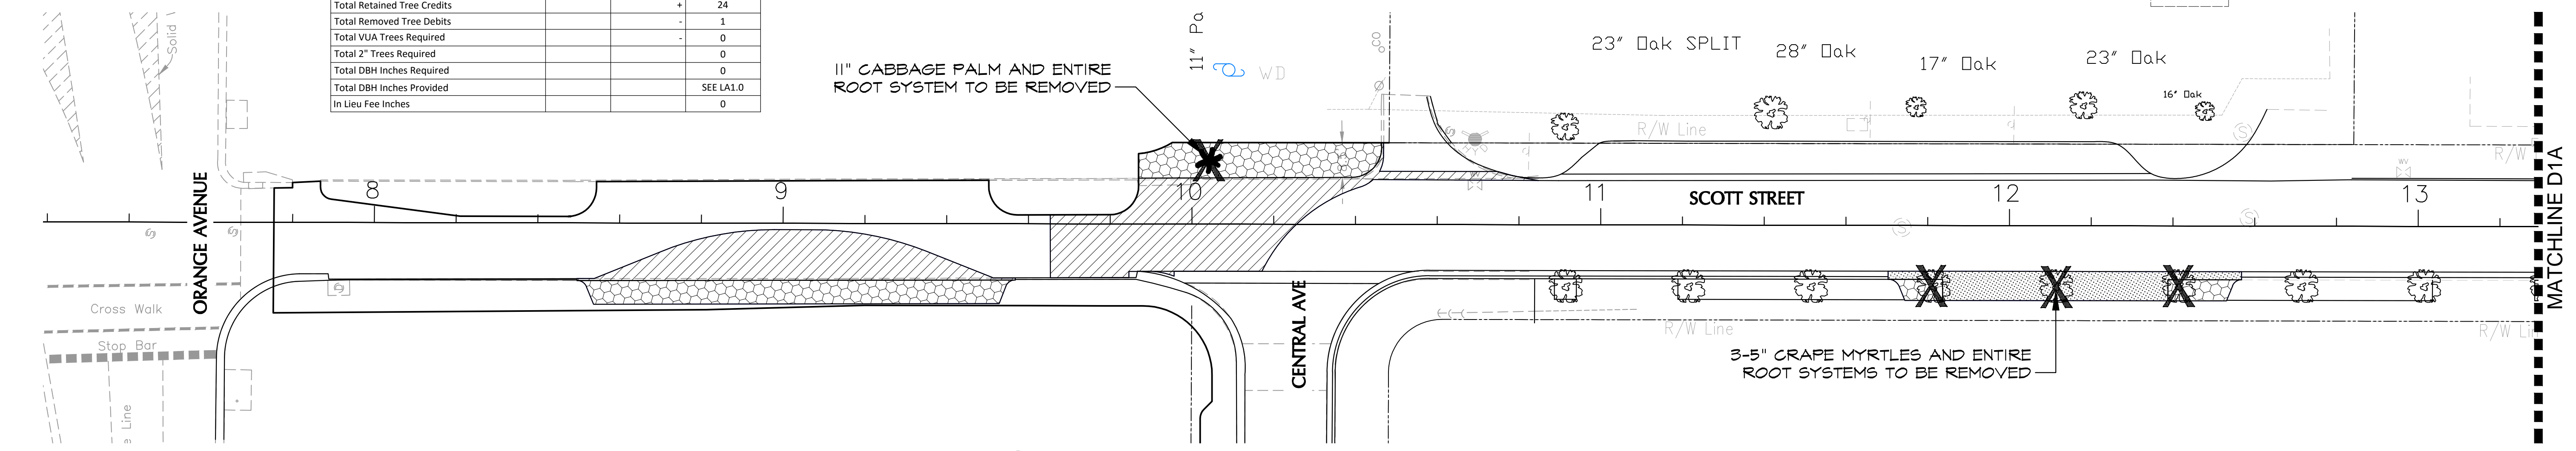 Total Retained Tree Credits + 24
Total Removed Tree Debits - 1
Total VUA Trees Required - 0
Total 2" Trees Required 0
Total DBH Inches Required 0
Total DBH Inches Provided SEE LA1.0
In Lieu Fee Inches 0
Solid
11" CABBAGE PALM AND ENTIRE
ROOT SYSTEM TO BE REMOVED
11" Pa
WD
CO
23" Oak SPLIT
28" Oak
17" Oak
23" Oak
16" Oak
R/W Line
S
R/W
WV
HYD
8
9
10
11
12
13
SCOTT STREET
ORANGE AVENUE
CENTRAL AVE
MATCHLINE D1A
S
S
S
S
Cross Walk
Stop Bar
e Line
R/W Line
R/W Lin
3-5" CRAPE MYRTLES AND ENTIRE
ROOT SYSTEMS TO BE REMOVED